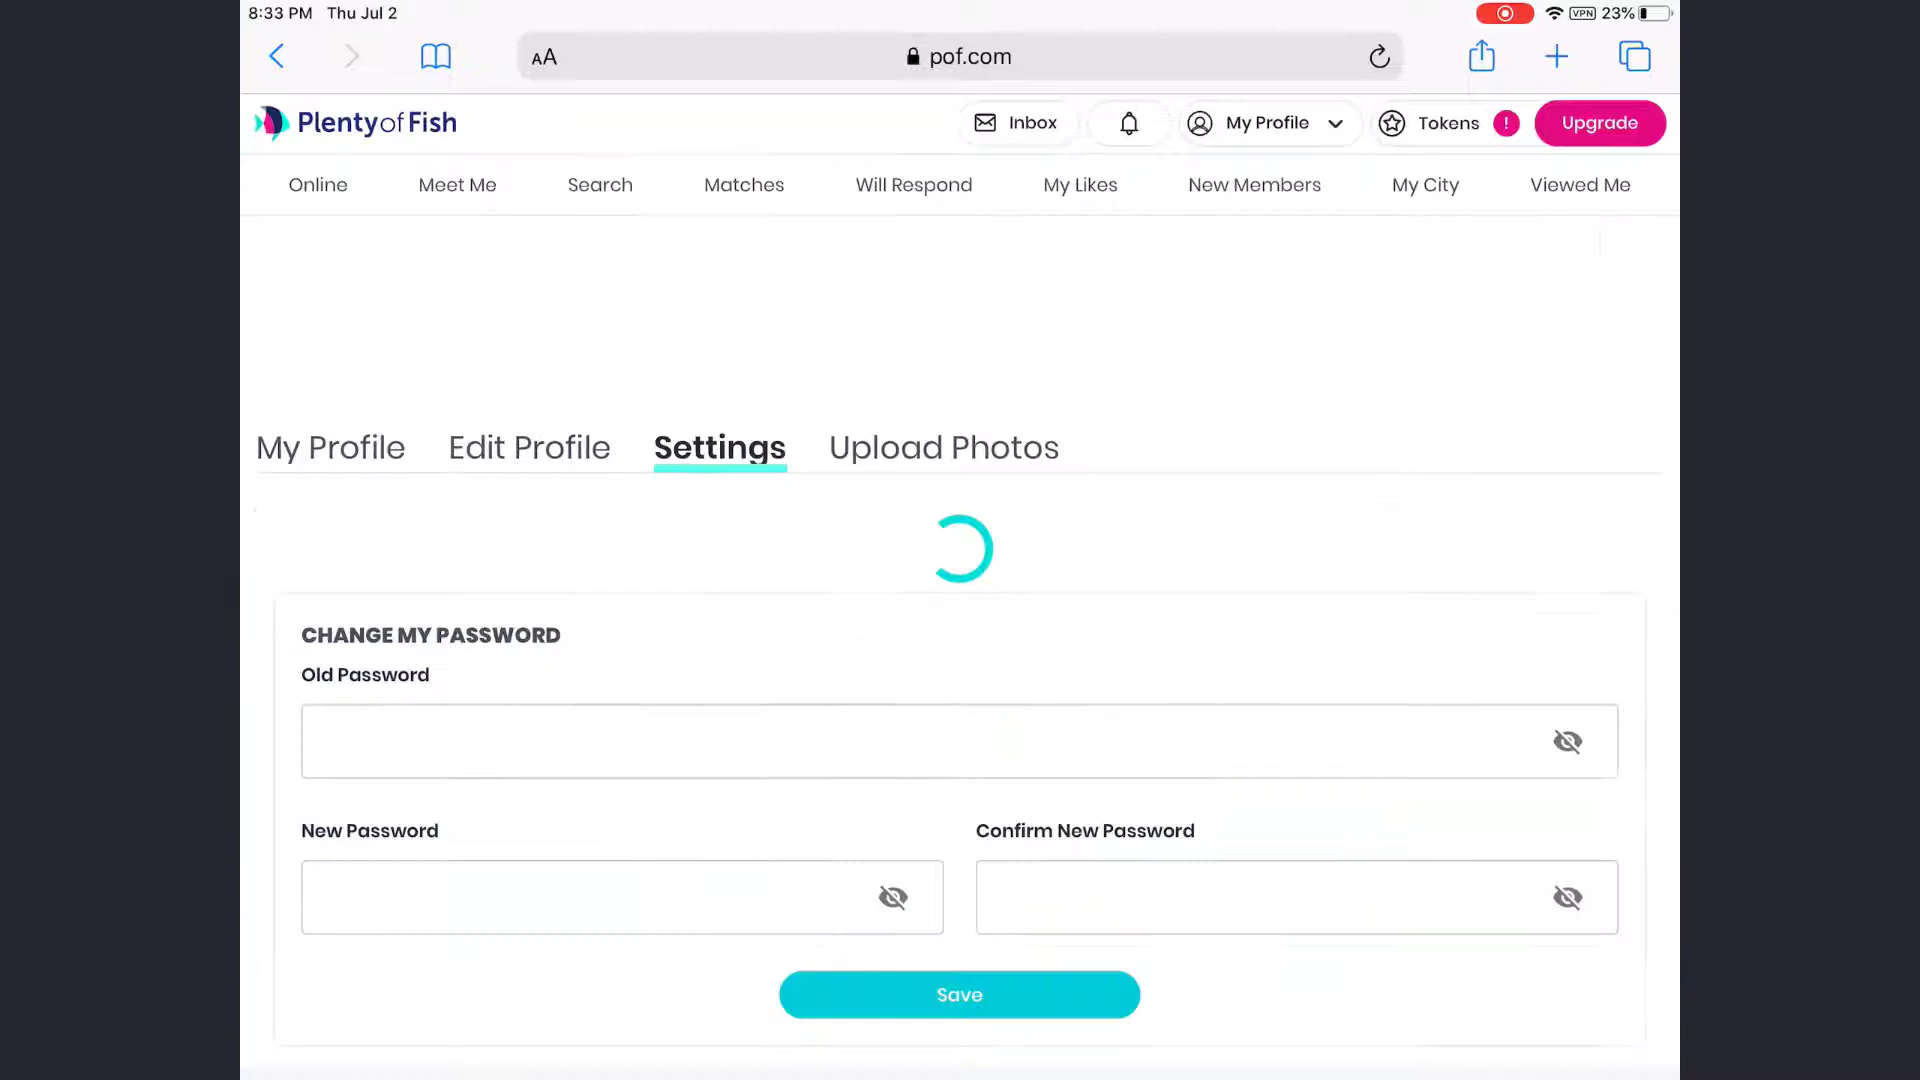 8:33 PM Thu Jul 2
VPN 23%
AA pof.com
PlentyofFish
Inbox My Profile Tokens ! Upgrade
Online Meet Me Search Matches Will Respond My Likes New Members My City Viewed Me
My Profile Edit Profile Settings Upload Photos
CHANGE MY PASSWORD
Old Password
New Password Confirm New Password
Save